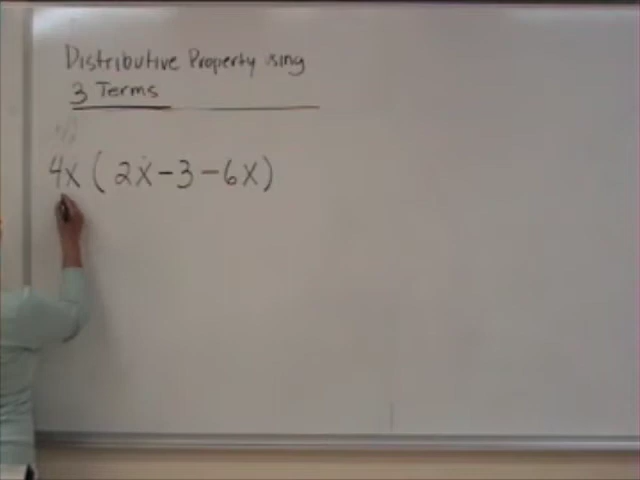 Distributive Property using
3 Terms
4x ( 2x - 3 - 6x )